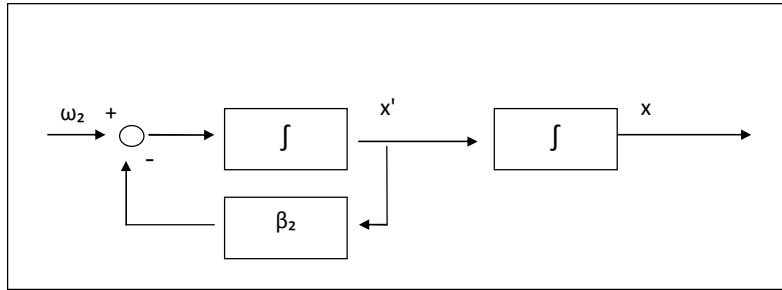 ω₂ + x' x
∫ ∫
-
β₂